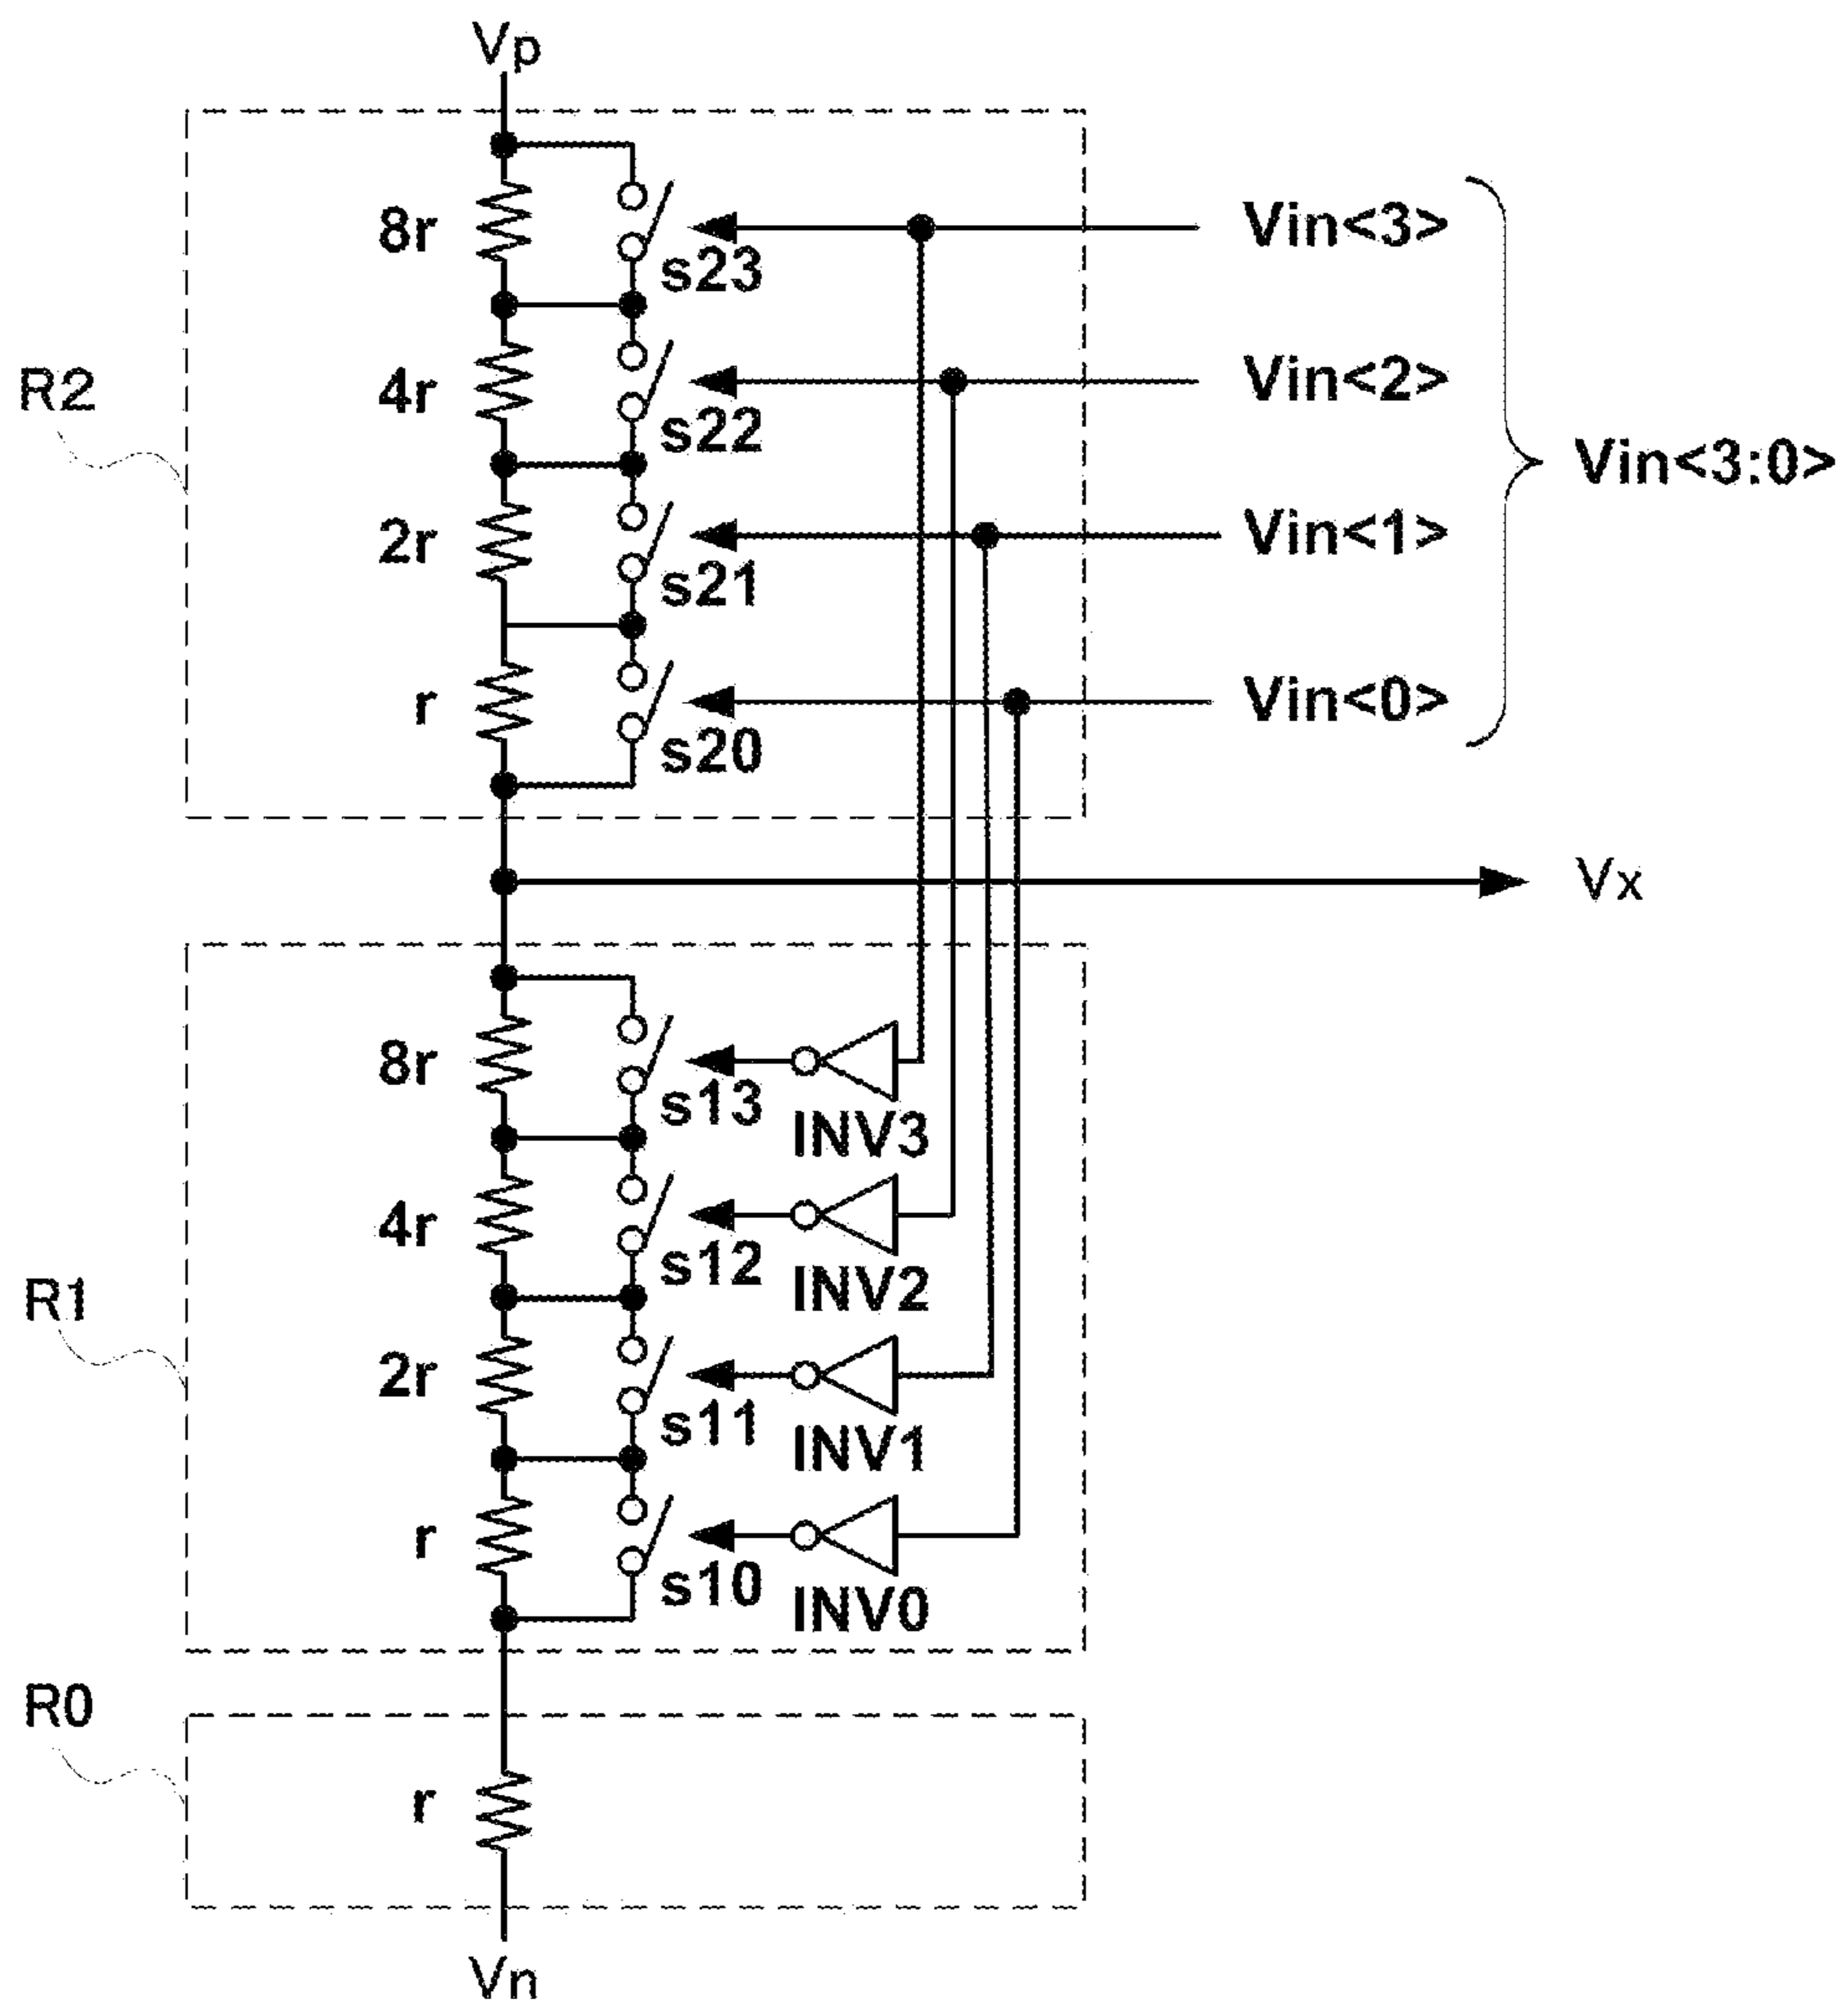 Vp
8r
s23
Vin<3>
R2
4r
s22
Vin<2>
Vin<3:0>
2r
s21
Vin<1>
r
s20
Vin<0>
Vx
8r
s13
INV3
4r
s12
INV2
R1
2r
s11
INV1
r
s10
INV0
R0
r
Vn